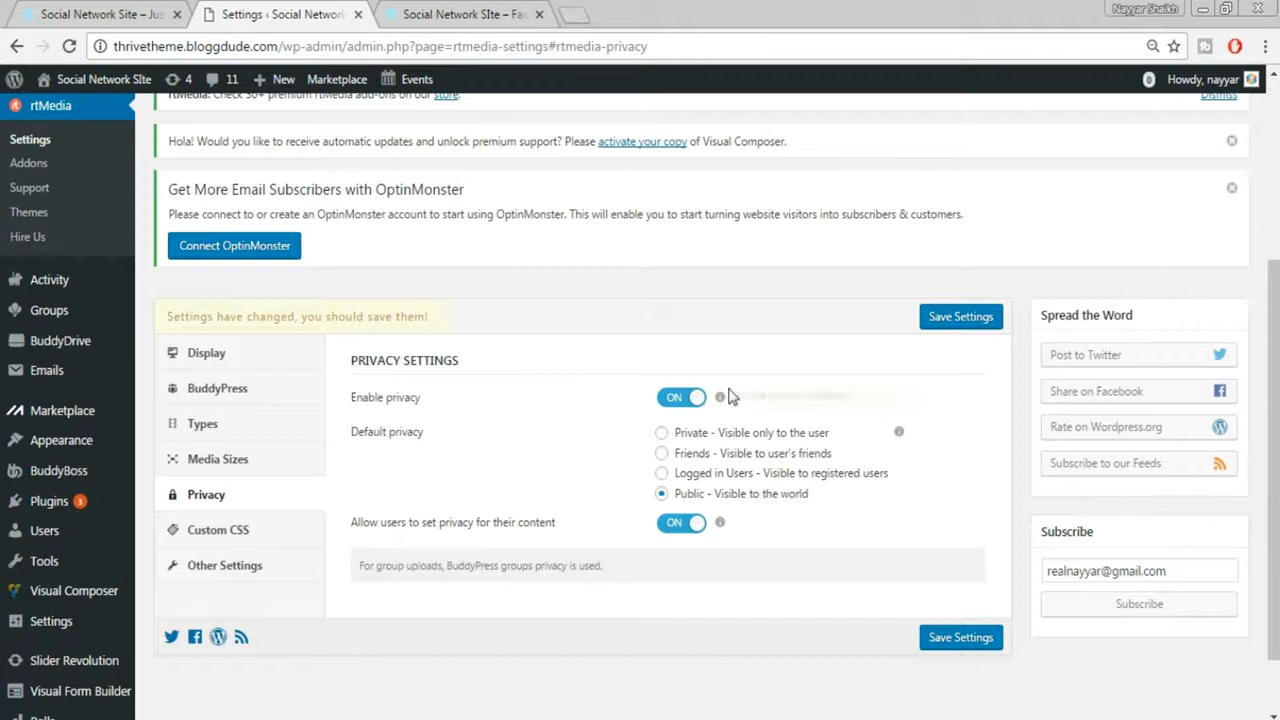 Social Network Site – Jus
Settings ‹ Social Network
Social Network SIte – Fac
Nayyar Shaikh
thrivetheme.bloggdude.com/wp-admin/admin.php?page=rtmedia-settings#rtmedia-privacy
Social Network SIte
4
11
New
Marketplace
Events
0
Howdy, nayyar
rtMedia
rtMedia: Check 30+ premium rtMedia add-ons on our store.
Dismiss
Settings
Addons
Support
Themes
Hire Us
Activity
Groups
BuddyDrive
Emails
Marketplace
Appearance
BuddyBoss
Plugins 3
Users
Tools
Visual Composer
Settings
Slider Revolution
Visual Form Builder
Hola! Would you like to receive automatic updates and unlock premium support? Please activate your copy of Visual Composer.
Get More Email Subscribers with OptinMonster
Please connect to or create an OptinMonster account to start using OptinMonster. This will enable you to start turning website visitors into subscribers & customers.
Connect OptinMonster
Settings have changed, you should save them!
Save Settings
Display
BuddyPress
Types
Media Sizes
Privacy
Custom CSS
Other Settings
PRIVACY SETTINGS
Enable privacy
ON
Default privacy
Private - Visible only to the user
Friends - Visible to user's friends
Logged in Users - Visible to registered users
Public - Visible to the world
Allow users to set privacy for their content
ON
For group uploads, BuddyPress groups privacy is used.
Save Settings
Spread the Word
Post to Twitter
Share on Facebook
Rate on Wordpress.org
Subscribe to our Feeds
Subscribe
realnayyar@gmail.com
Subscribe